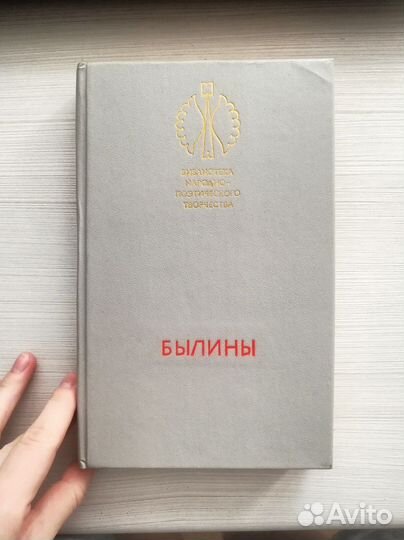 БИБЛИОТЕКА
НАРОДНО-
ПОЭТИЧЕСКОГО
ТВОРЧЕСТВА
БЫЛИНЫ
Avito